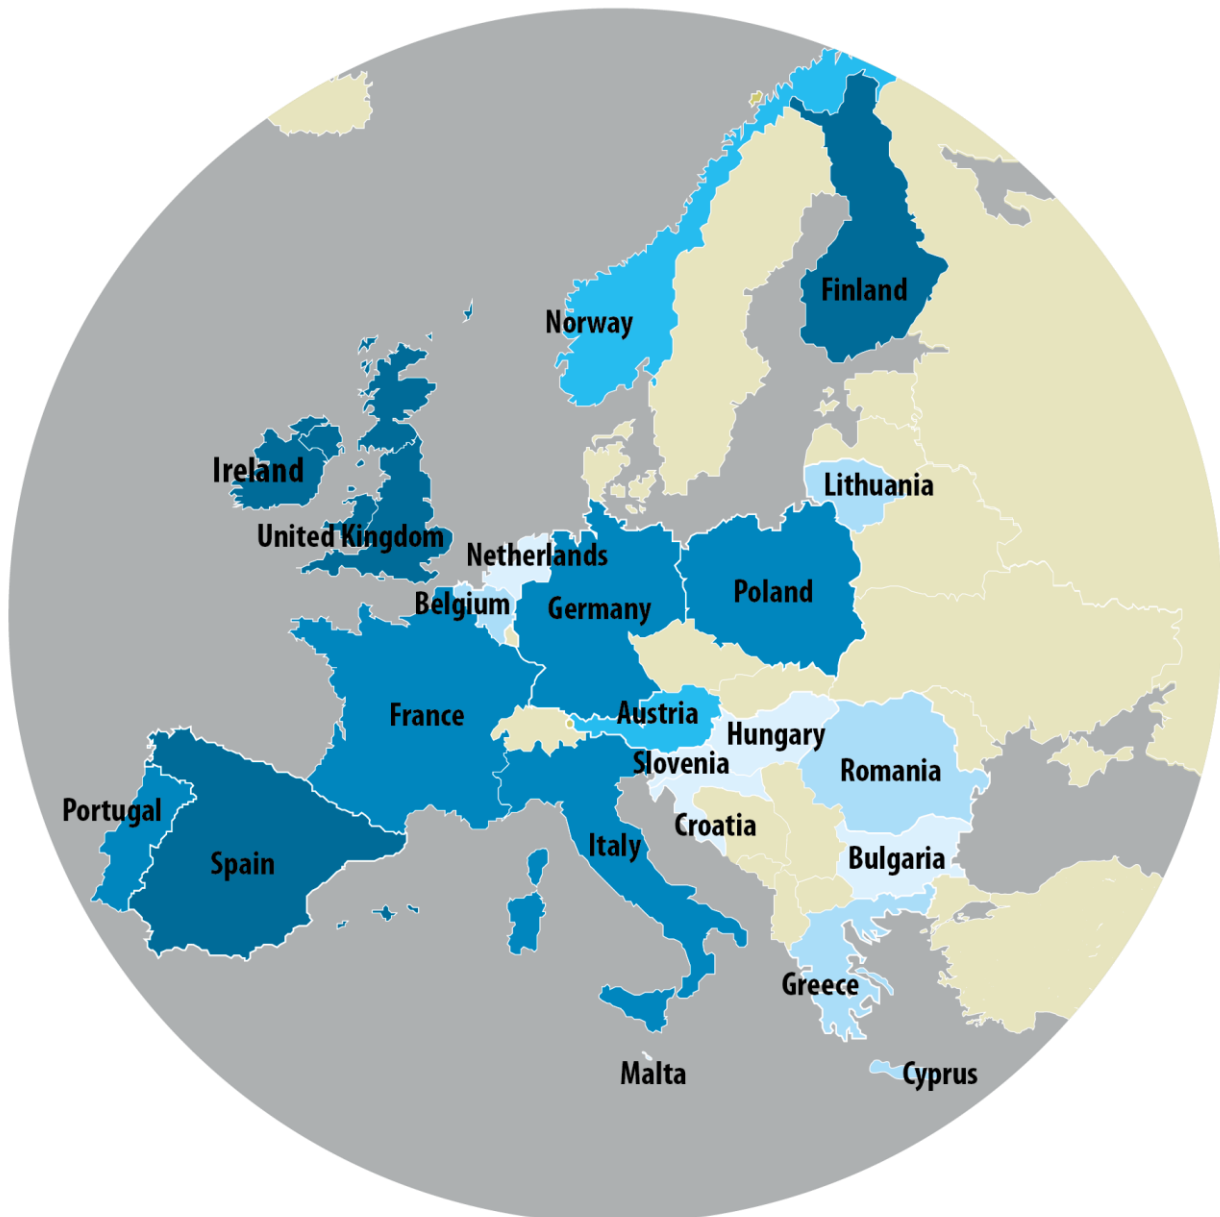 Finland
Norway
Ireland
Lithuania
United Kingdom
Netherlands
Poland
Belgium
Germany
France
Austria
Hungary
Slovenia
Romania
Portugal
Croatia
Italy
Spain
Bulgaria
Greece
Malta
Cyprus